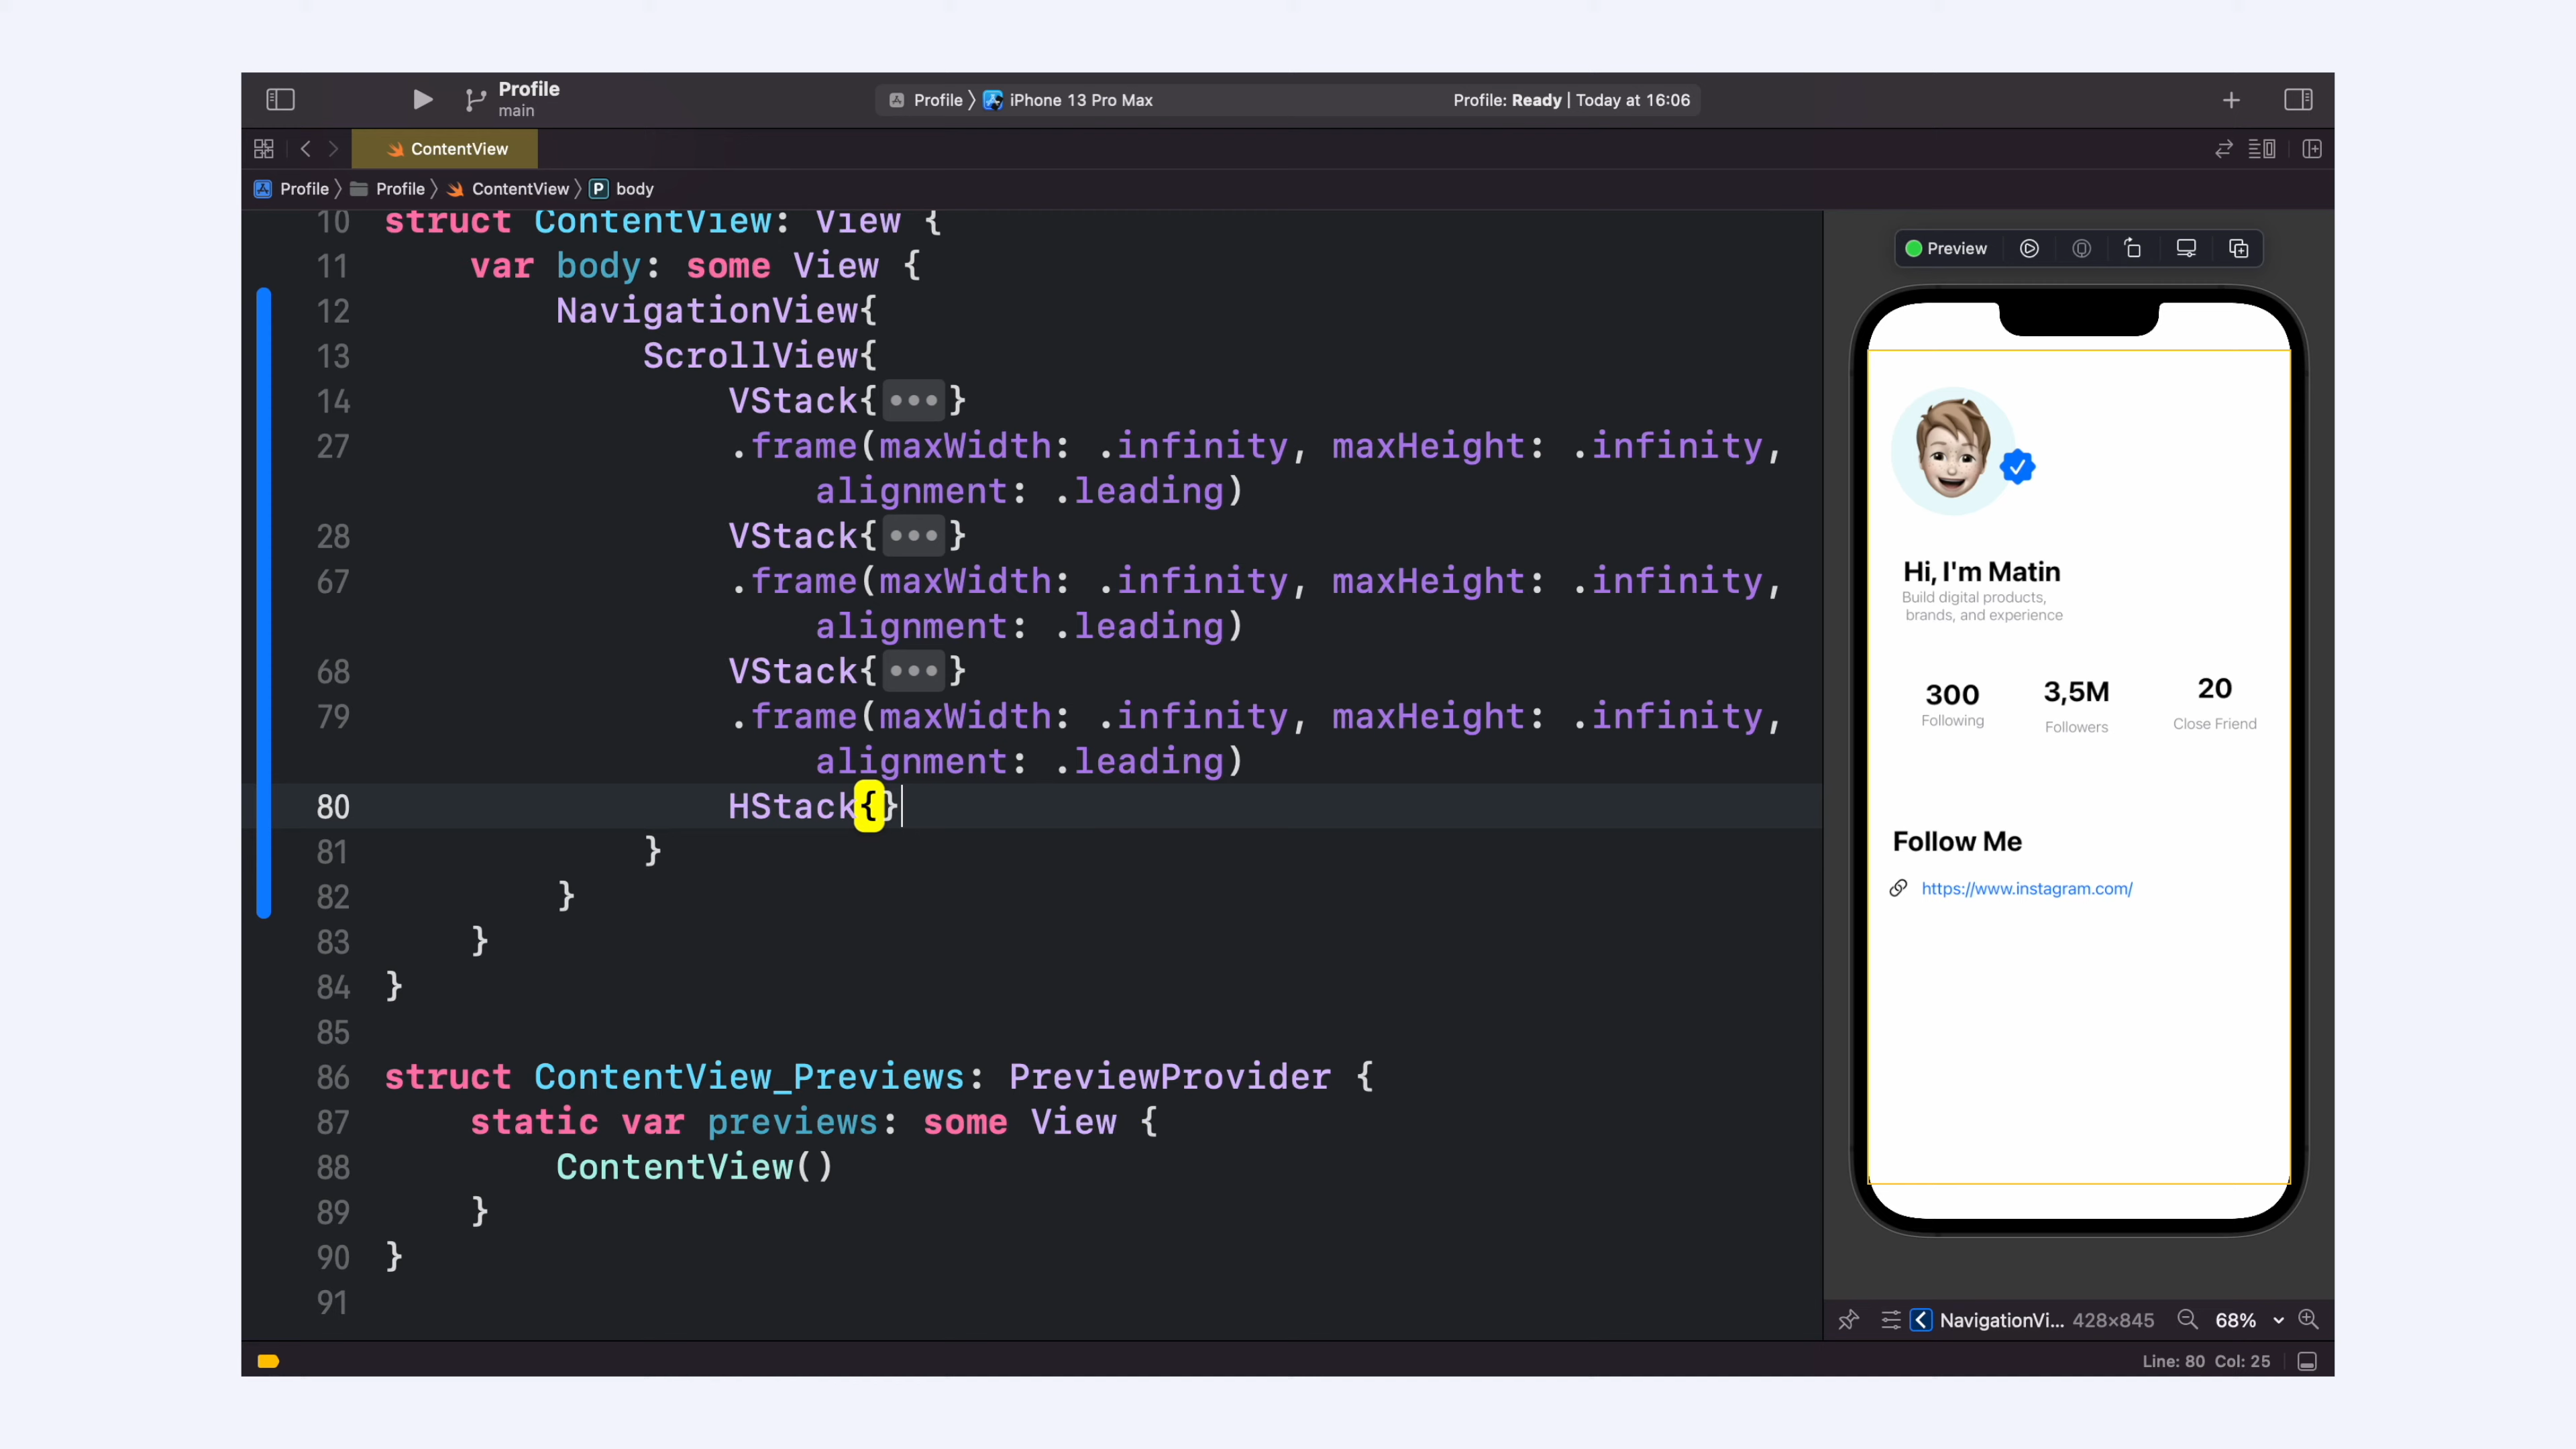 Profile
main
Profile 〉 iPhone 13 Pro Max
Profile: Ready | Today at 16:06
ContentView
Profile 〉 Profile 〉 ContentView 〉 P body
10 struct ContentView: View {
11 var body: some View {
12 NavigationView{
13 ScrollView{
14 VStack{•••}
27 .frame(maxWidth: .infinity, maxHeight: .infinity,
alignment: .leading)
28 VStack{•••}
67 .frame(maxWidth: .infinity, maxHeight: .infinity,
alignment: .leading)
68 VStack{•••}
79 .frame(maxWidth: .infinity, maxHeight: .infinity,
alignment: .leading)
80 HStack{}
81 }
82 }
83 }
84 }
85
86 struct ContentView_Previews: PreviewProvider {
87 static var previews: some View {
88 ContentView()
89 }
90 }
91
Preview
Hi, I'm Matin
Build digital products,
brands, and experience
300
Following
3,5M
Followers
20
Close Friend
Follow Me
https://www.instagram.com/
NavigationVi... 428×845 68%
Line: 80 Col: 25